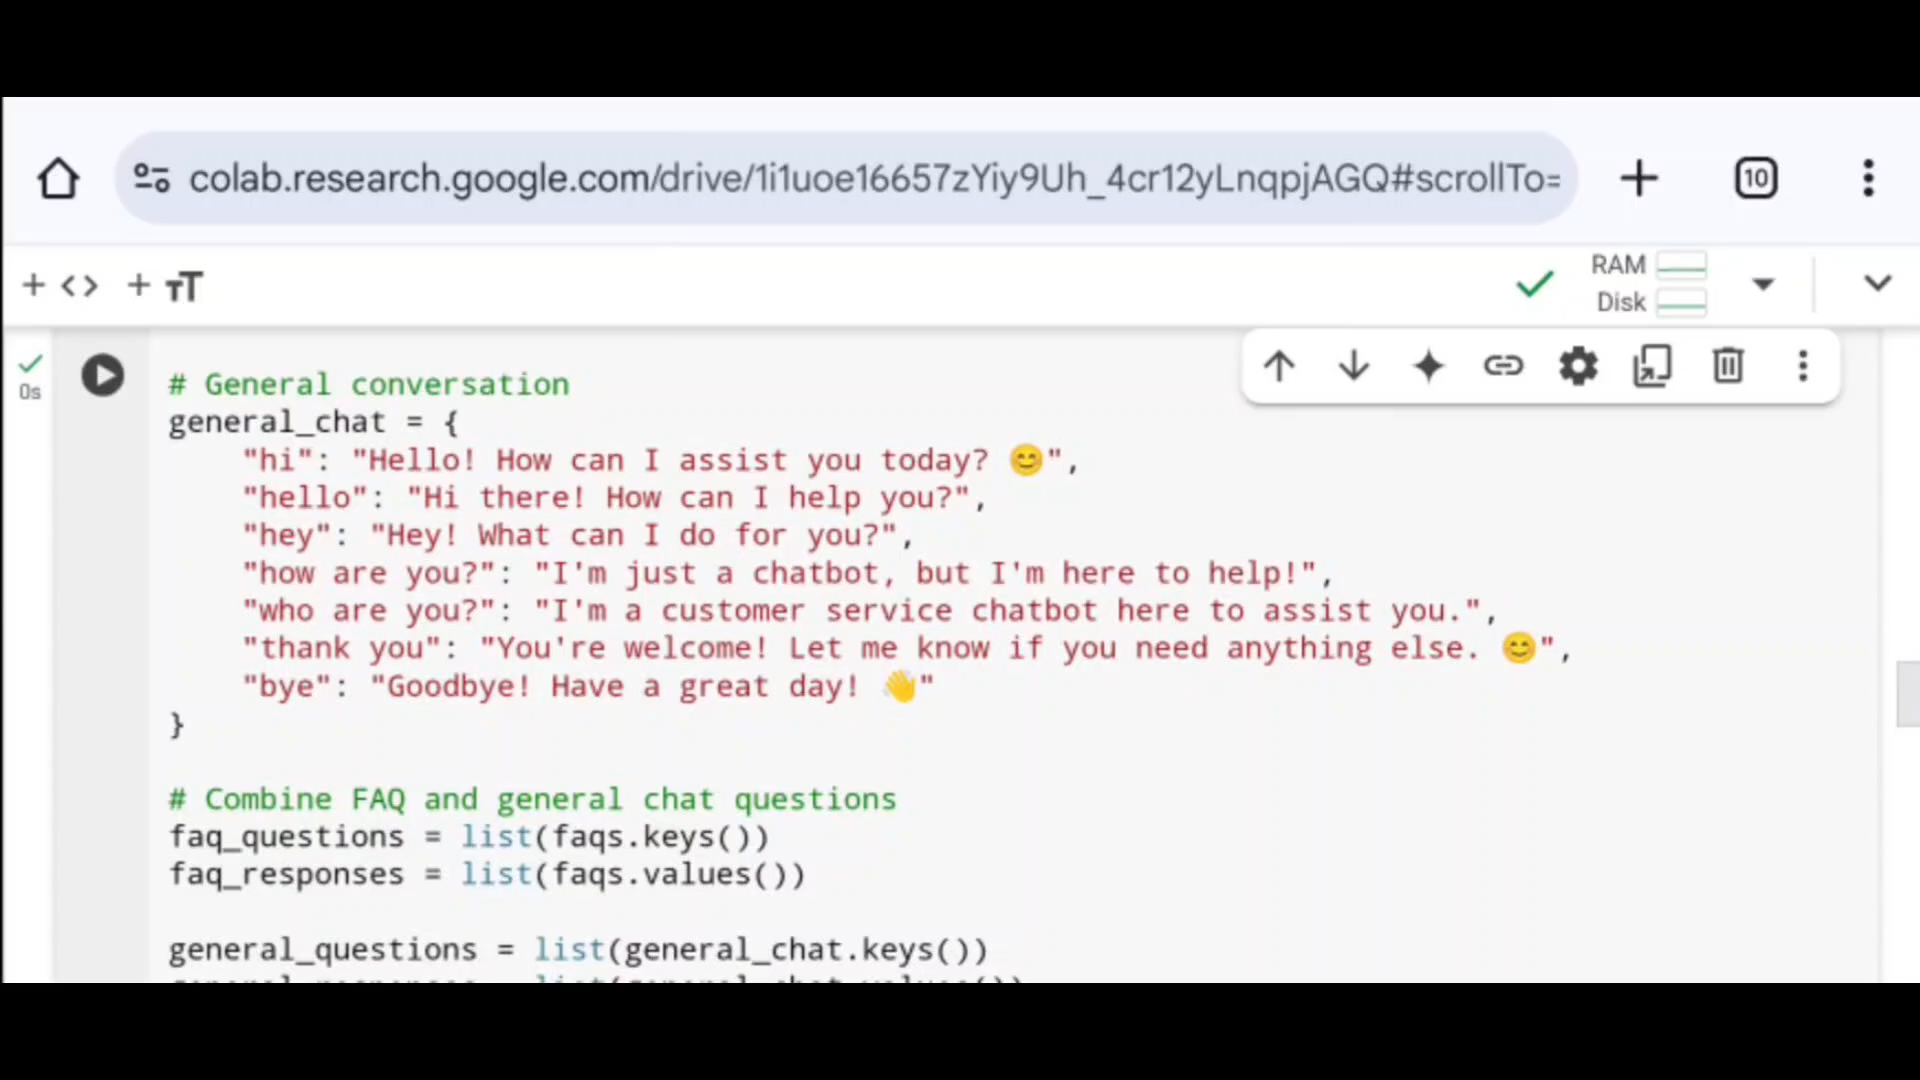 colab.research.google.com/drive/1i1uoe16657zYiy9Uh_4cr12yLnqpjAGQ#scrollTo=
10
+ <> + TT
RAM
Disk
0s
# General conversation
general_chat = {
"hi": "Hello! How can I assist you today? 😊",
"hello": "Hi there! How can I help you?",
"hey": "Hey! What can I do for you?",
"how are you?": "I'm just a chatbot, but I'm here to help!",
"who are you?": "I'm a customer service chatbot here to assist you.",
"thank you": "You're welcome! Let me know if you need anything else. 😊",
"bye": "Goodbye! Have a great day! 👋"
}
# Combine FAQ and general chat questions
faq_questions = list(faqs.keys())
faq_responses = list(faqs.values())
general_questions = list(general_chat.keys())